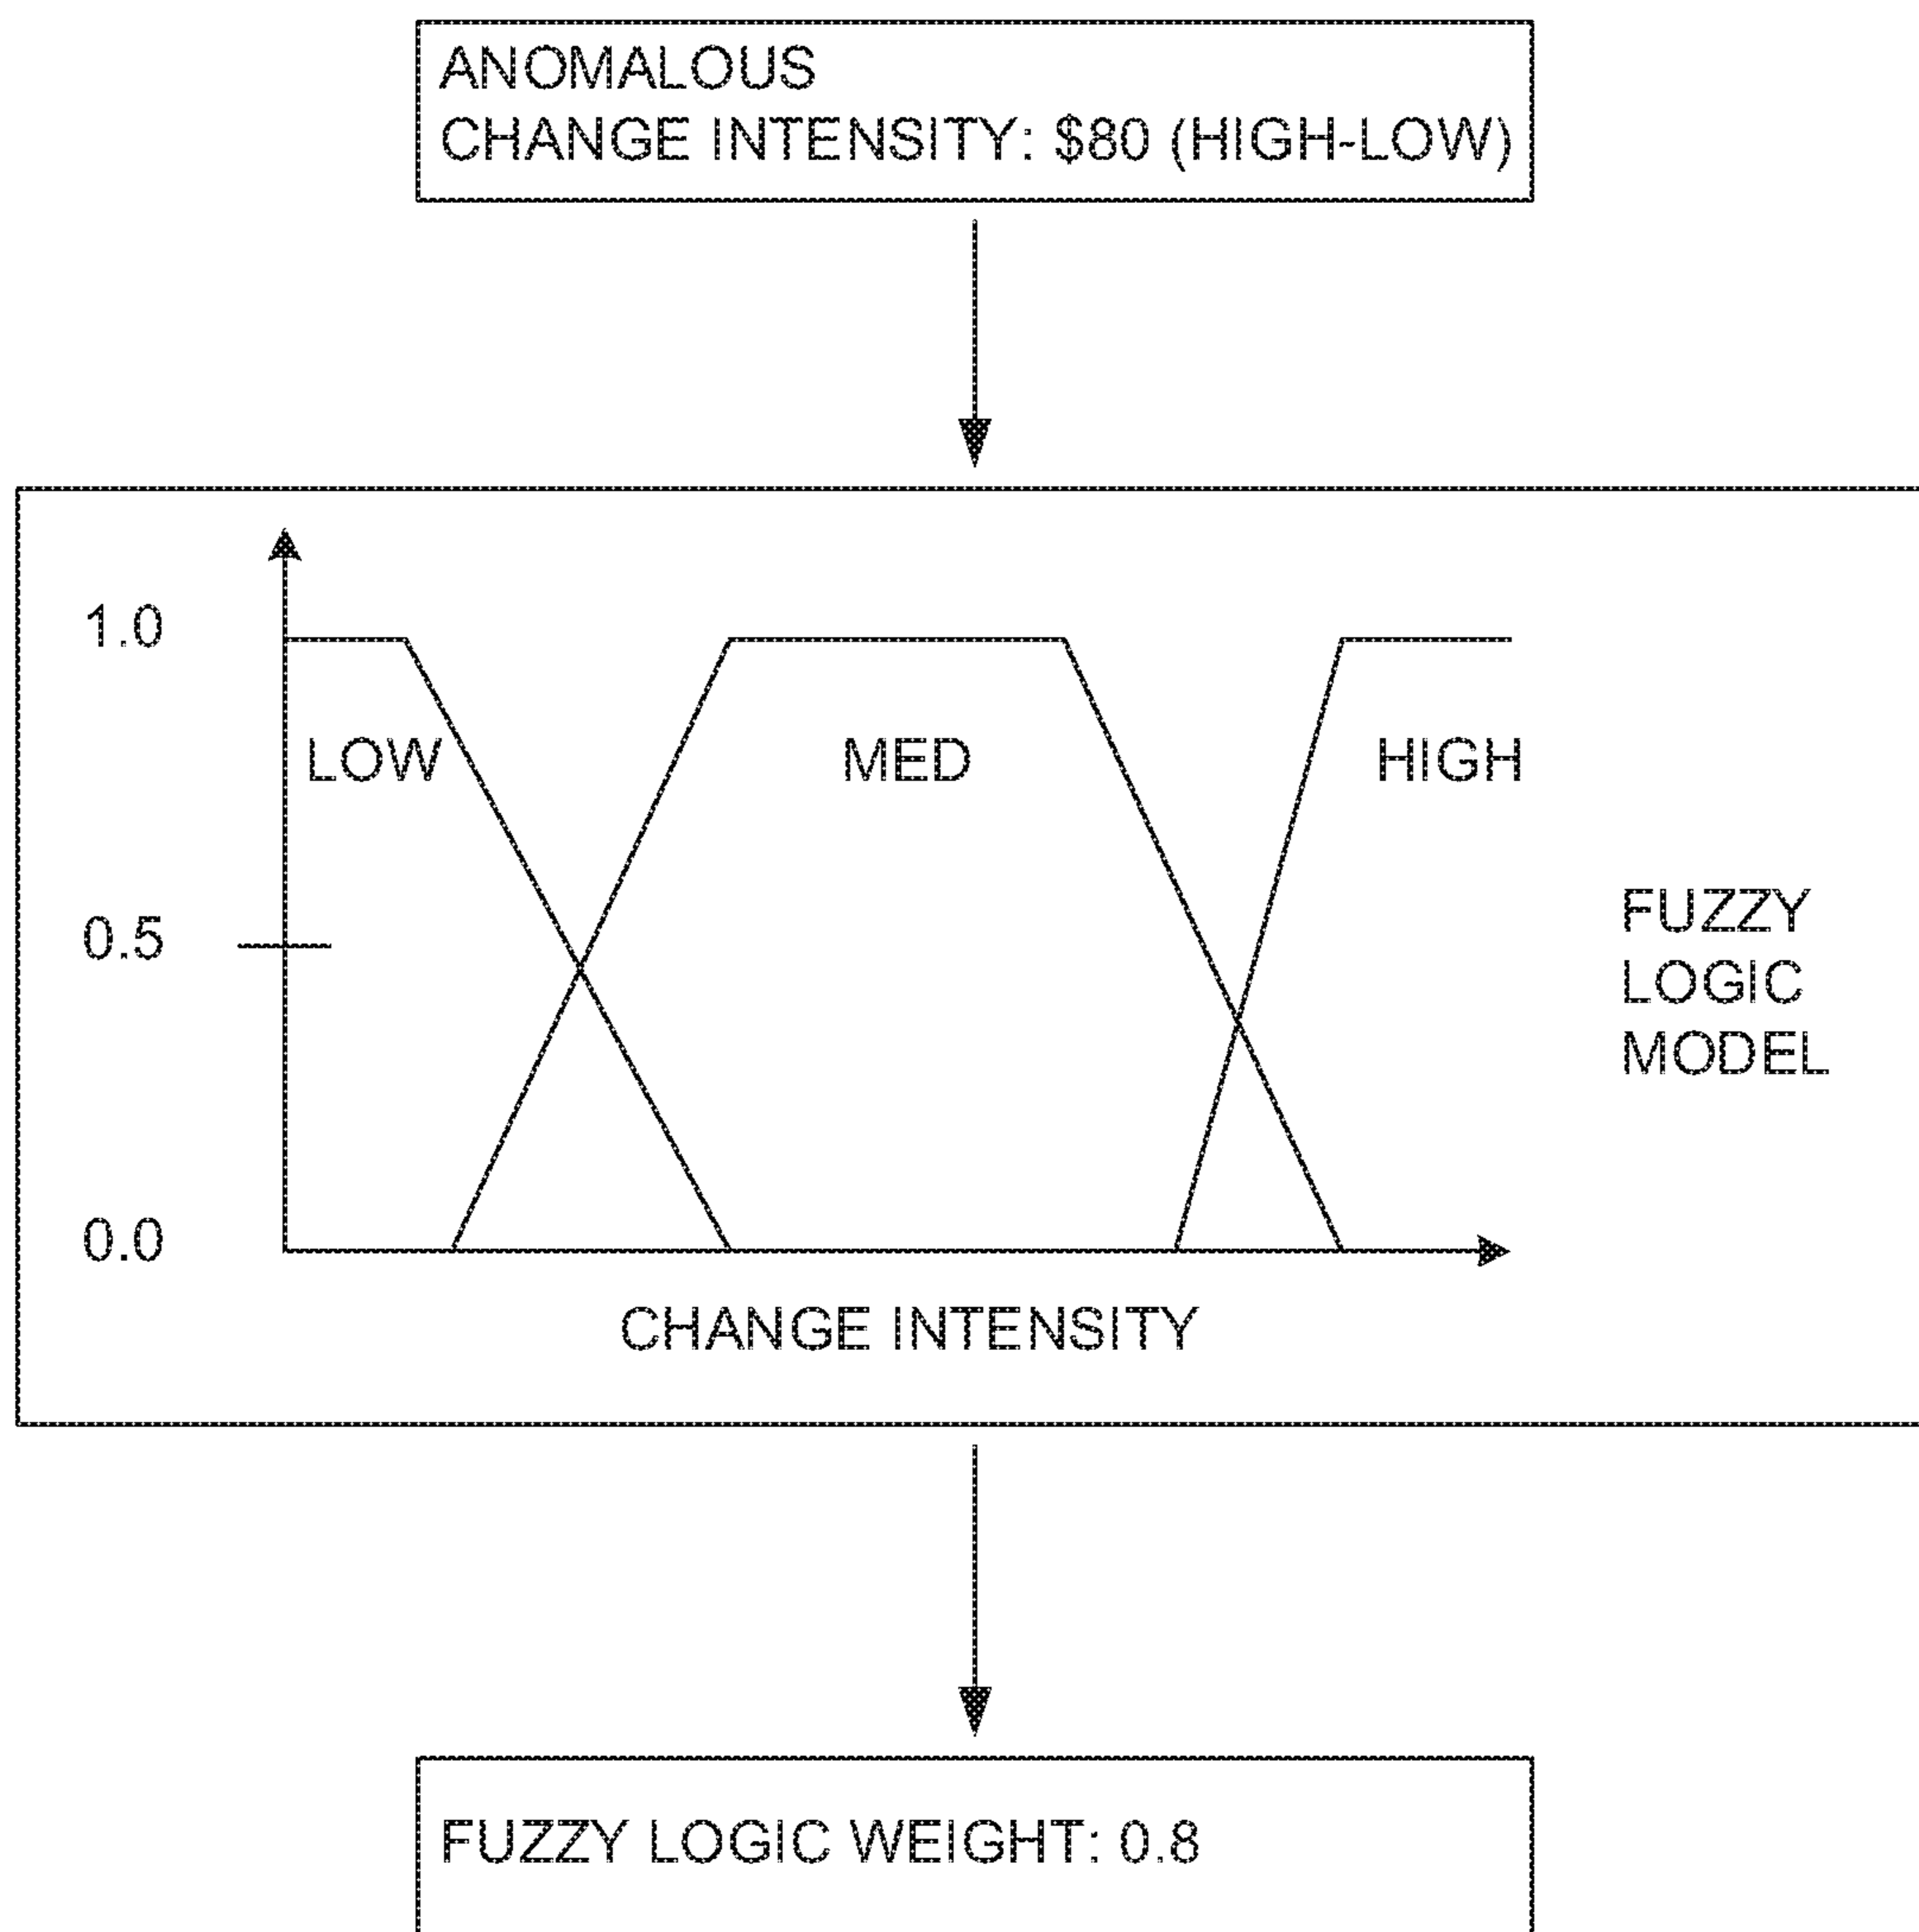 ANOMALOUS
CHANGE INTENSITY: $80 (HIGH-LOW)
1.0
LOW
MED
HIGH
0.5
FUZZY
LOGIC
MODEL
0.0
CHANGE INTENSITY
FUZZY LOGIC WEIGHT: 0.8